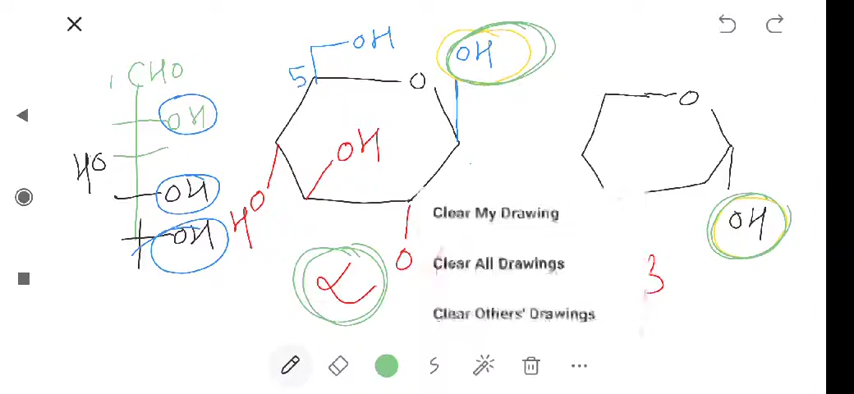 CHO
OH
HO
OH
OH
5
OH
O
OH
OH
HO
O
α
O
OH
3
Clear My Drawing
Clear All Drawings
Clear Others' Drawings
S